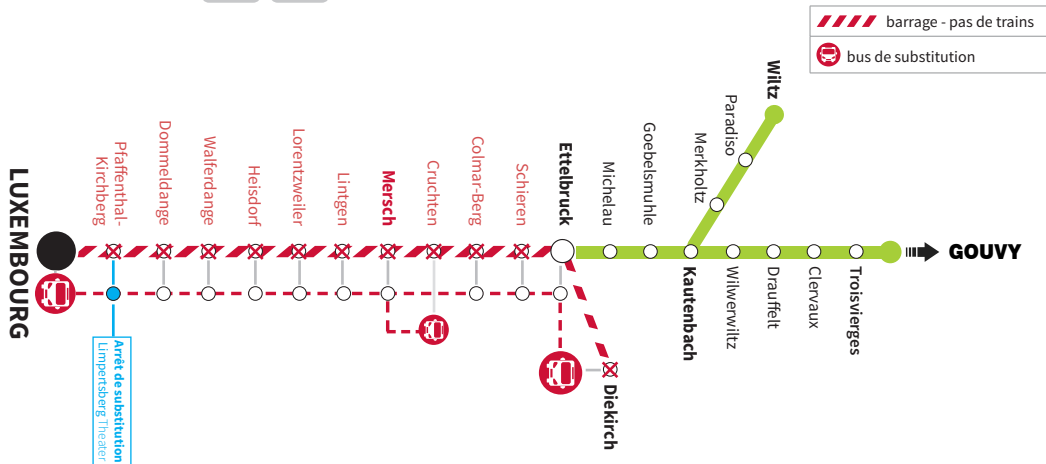 barrage - pas de trains
bus de substitution
LUXEMBOURG
Pfaffenthal-
Kirchberg
Dommeldange
Walferdange
Heisdorf
Lorentzweiler
Lintgen
Mersch
Cruchten
Colmar-Berg
Schieren
Ettelbruck
Michelau
Goebelsmuhle
Merkholtz
Paradiso
Wiltz
Kautenbach
Wilwerwiltz
Drauffelt
Clervaux
Troisvierges
GOUVY
Diekirch
Arrêt de substitution
Limpertsberg Theater